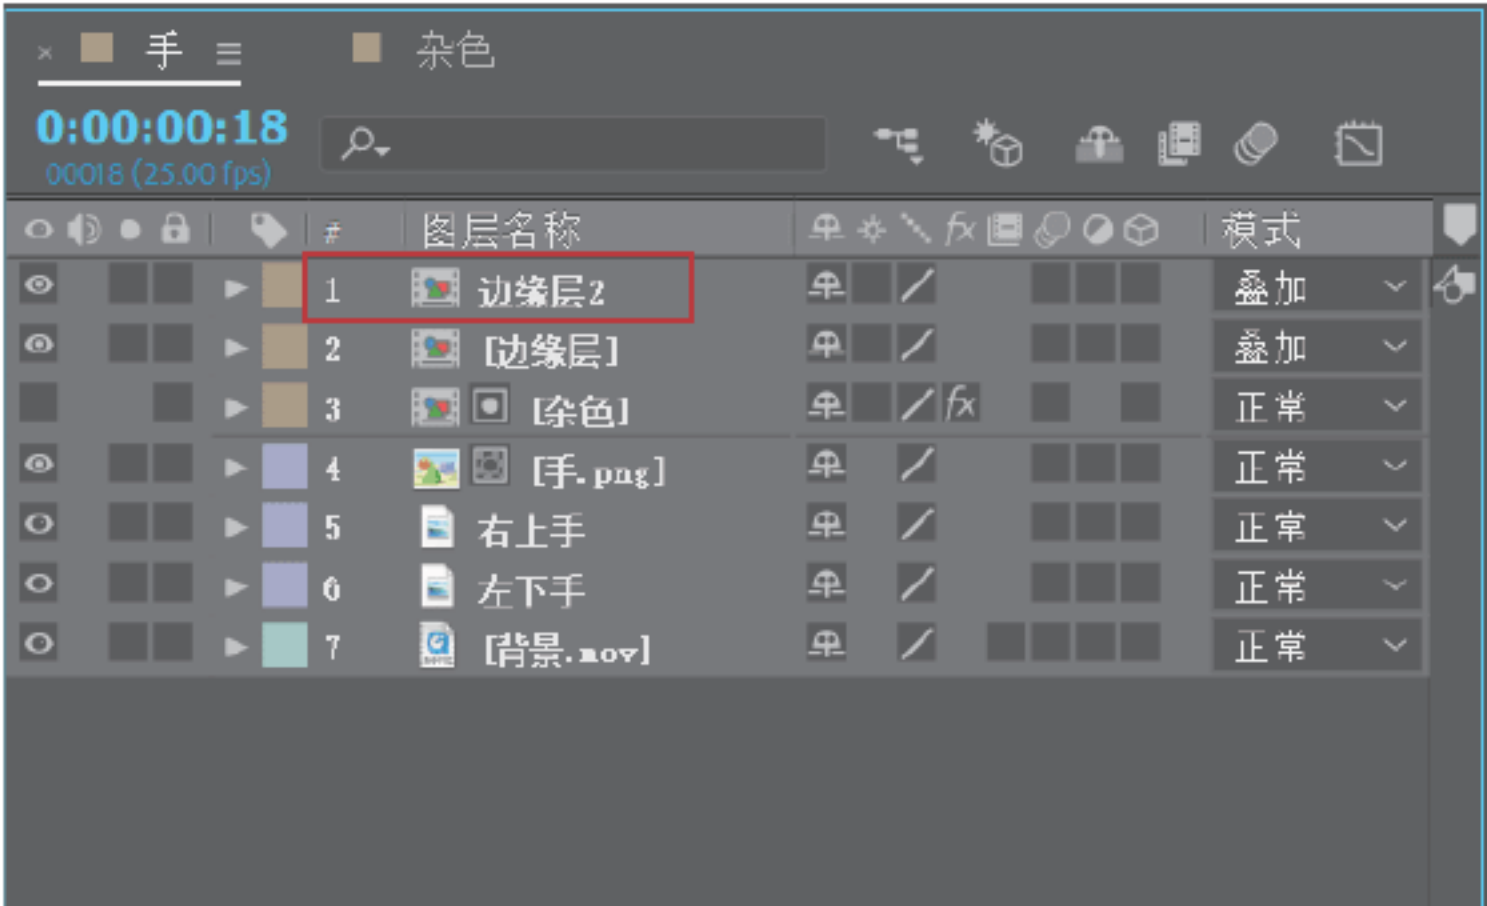 手 杂色
0:00:00:18
00018 (25.00 fps)
# 图层名称 fx 模式
1 边缘层2 叠加
2 [边缘层] 叠加
3 [杂色] fx 正常
4 [手.png] 正常
5 右上手 正常
6 左下手 正常
7 [背景.mov] 正常